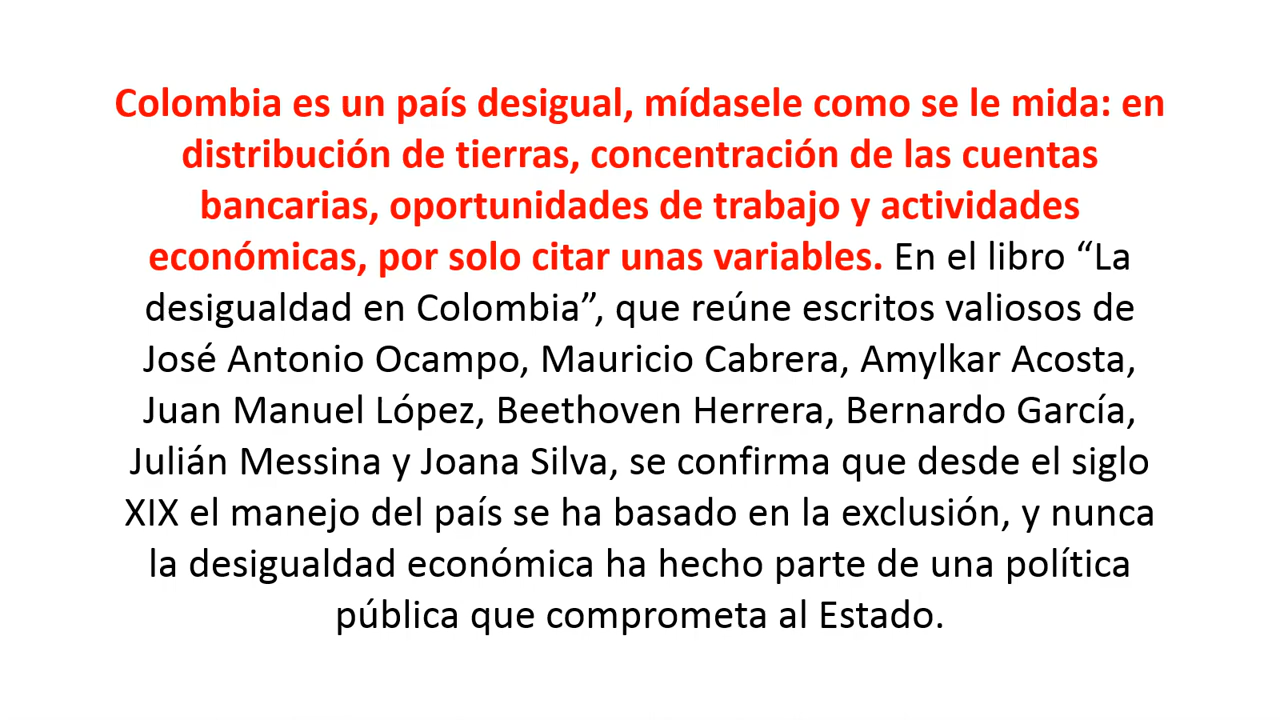 Colombia es un país desigual, mídasele como se le mida: en
distribución de tierras, concentración de las cuentas
bancarias, oportunidades de trabajo y actividades
económicas, por solo citar unas variables. En el libro “La
desigualdad en Colombia”, que reúne escritos valiosos de
José Antonio Ocampo, Mauricio Cabrera, Amylkar Acosta,
Juan Manuel López, Beethoven Herrera, Bernardo García,
Julián Messina y Joana Silva, se confirma que desde el siglo
XIX el manejo del país se ha basado en la exclusión, y nunca
la desigualdad económica ha hecho parte de una política
pública que comprometa al Estado.